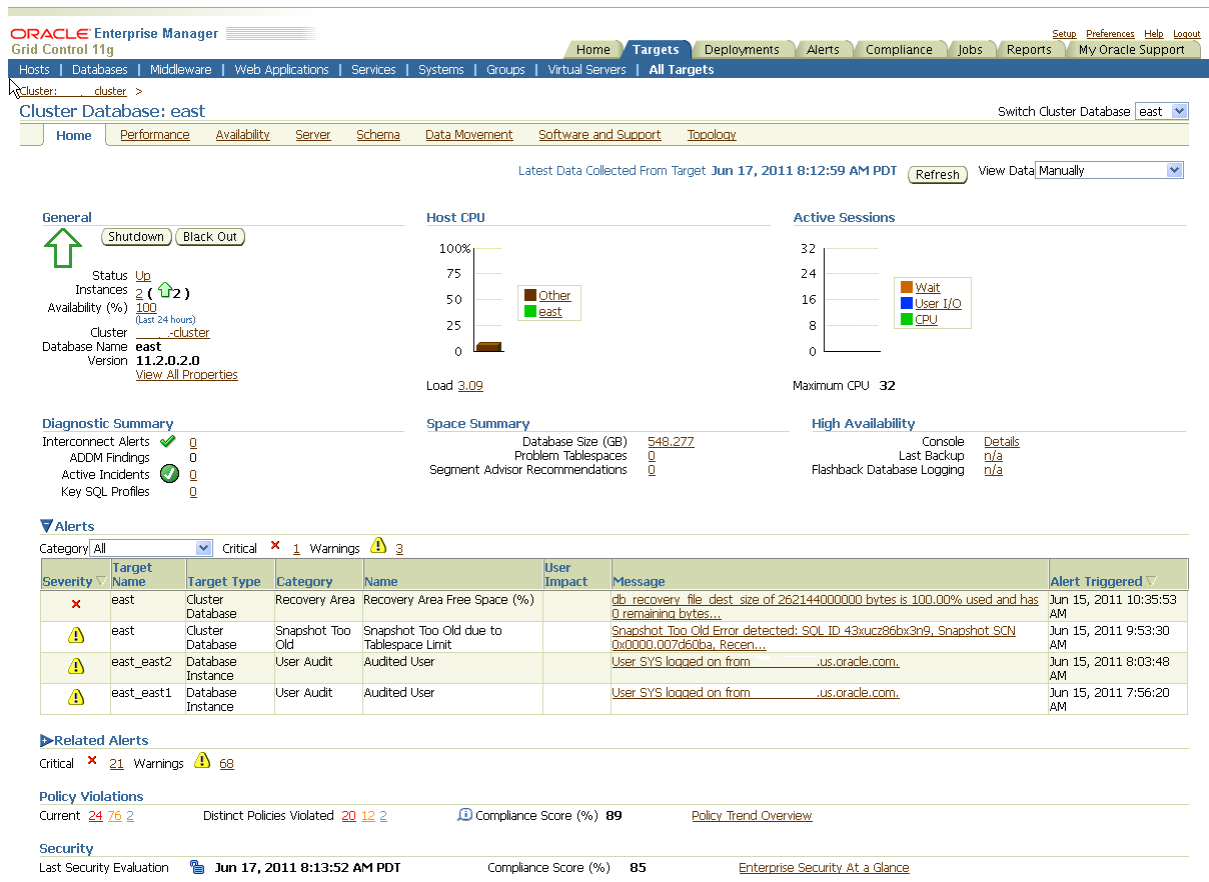 ORACLE Enterprise Manager
Grid Control 11g
Setup Preferences Help Logout
Home Targets Deployments Alerts Compliance Jobs Reports My Oracle Support
Hosts | Databases | Middleware | Web Applications | Services | Systems | Groups | Virtual Servers | All Targets
Cluster: cluster >
Cluster Database: east
Switch Cluster Database east
Home Performance Availability Server Schema Data Movement Software and Support Topology
Latest Data Collected From Target Jun 17, 2011 8:12:59 AM PDT Refresh View Data Manually
General
Shutdown Black Out
Status Up
Instances 2 ( 2 )
Availability (%) 100
(Last 24 hours)
Cluster -cluster
Database Name east
Version 11.2.0.2.0
View All Properties
Host CPU
100%
75
50
25
0
Other
east
Load 3.09
Active Sessions
32
24
16
8
0
Wait
User I/O
CPU
Maximum CPU 32
Diagnostic Summary
Interconnect Alerts 0
ADDM Findings 0
Active Incidents 0
Key SQL Profiles 0
Space Summary
Database Size (GB) 548.277
Problem Tablespaces 0
Segment Advisor Recommendations 0
High Availability
Console Details
Last Backup n/a
Flashback Database Logging n/a
Alerts
Category All Critical 1 Warnings 3
Severity Target Name Target Type Category Name User Impact Message Alert Triggered
east Cluster Database Recovery Area Recovery Area Free Space (%) db_recovery_file_dest_size of 262144000000 bytes is 100.00% used and has 0 remaining bytes... Jun 15, 2011 10:35:53 AM
east Cluster Database Snapshot Too Old Snapshot Too Old due to Tablespace Limit Snapshot Too Old Error detected: SQL ID 43xucz86bx3n9, Snapshot SCN 0x0000.007d60ba, Recen... Jun 15, 2011 9:53:30 AM
east_east2 Database Instance User Audit Audited User User SYS logged on from .us.oracle.com. Jun 15, 2011 8:03:48 AM
east_east1 Database Instance User Audit Audited User User SYS logged on from .us.oracle.com. Jun 15, 2011 7:56:20 AM
Related Alerts
Critical 21 Warnings 68
Policy Violations
Current 24 76 2 Distinct Policies Violated 20 12 2 Compliance Score (%) 89 Policy Trend Overview
Security
Last Security Evaluation Jun 17, 2011 8:13:52 AM PDT Compliance Score (%) 85 Enterprise Security At a Glance